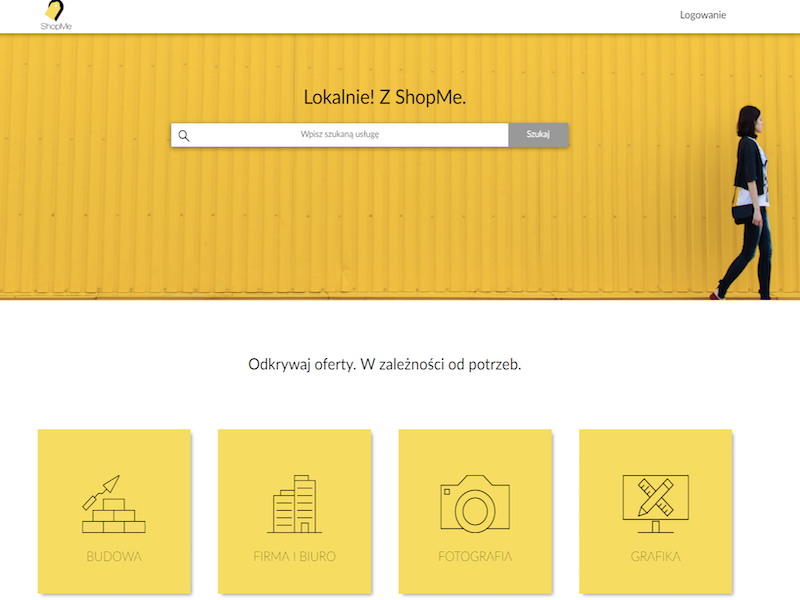 ShopMe
Logowanie
Lokalnie! Z ShopMe.
Wpisz szukaną usługę
Szukaj
Odkrywaj oferty. W zależności od potrzeb.
BUDOWA
FIRMA I BIURO
FOTOGRAFIA
GRAFIKA